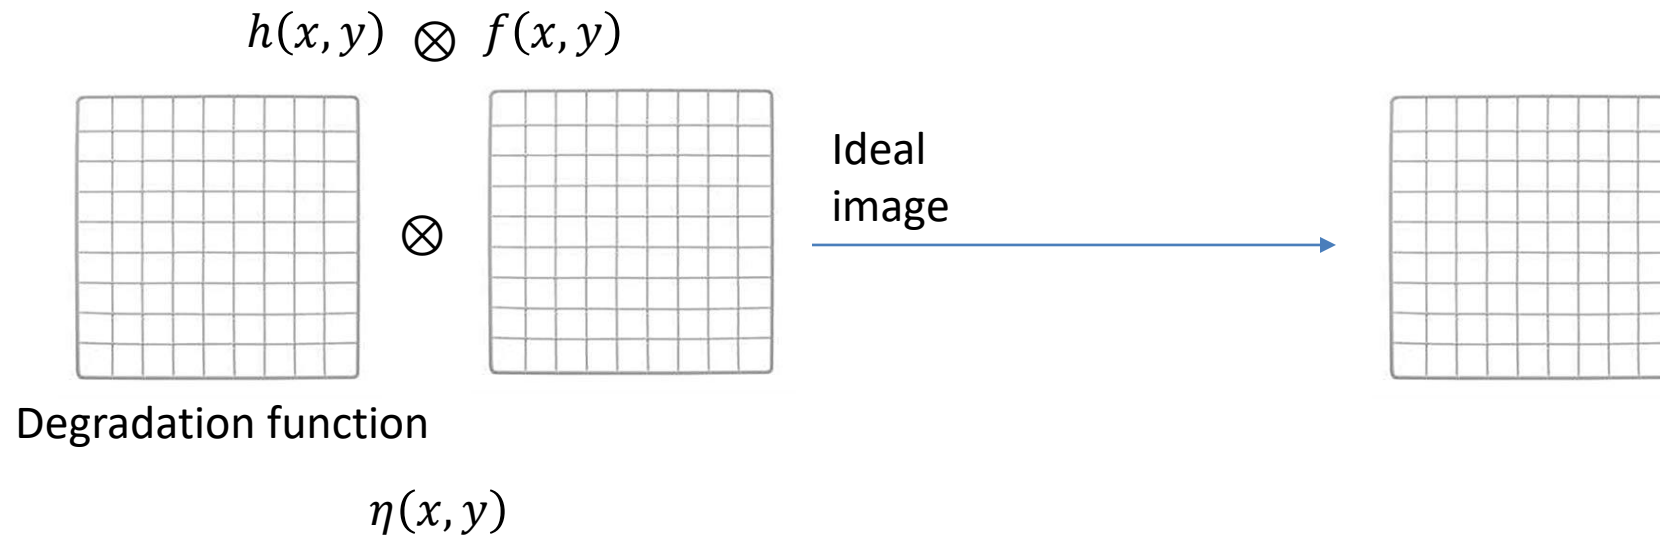 h(x, y) ⊗ f(x, y)
Ideal
image
⊗
Degradation function
η(x, y)